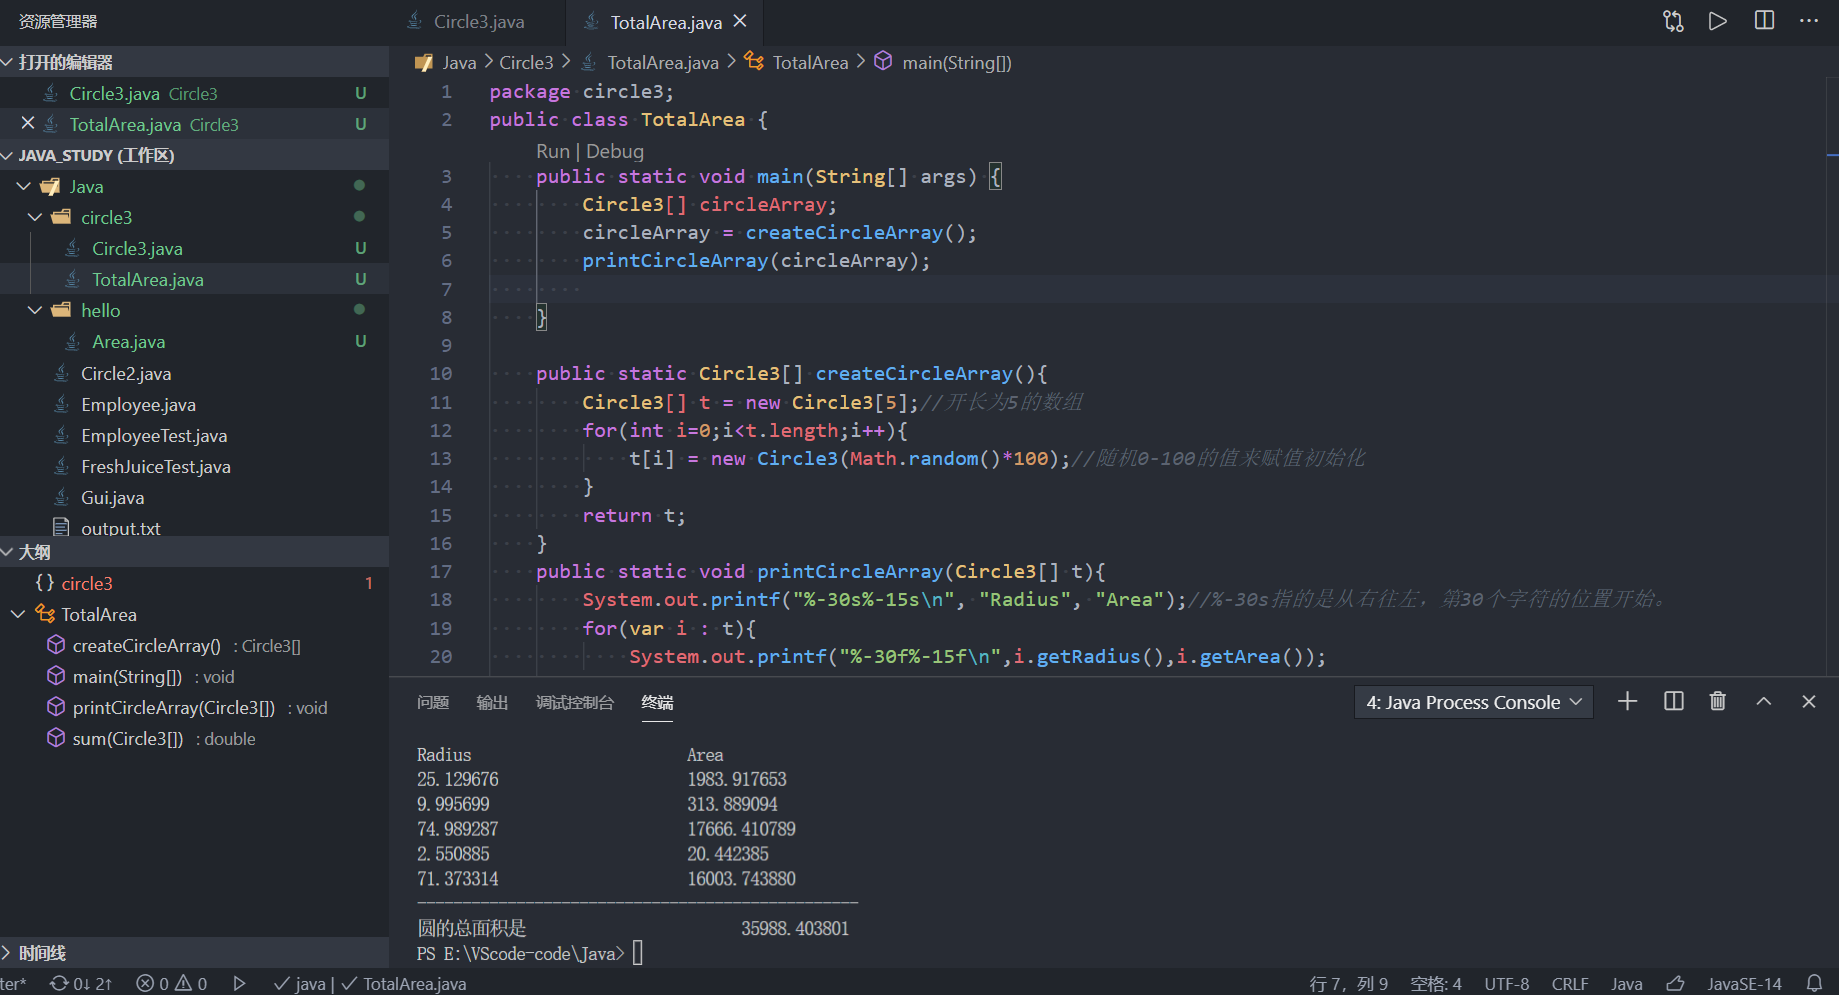 资源管理器
打开的编辑器
Circle3.java Circle3 U
TotalArea.java Circle3 U
JAVA_STUDY (工作区)
Java
circle3
Circle3.java U
TotalArea.java U
hello
Area.java U
Circle2.java
Employee.java
EmployeeTest.java
FreshJuiceTest.java
Gui.java
output.txt
大纲
{} circle3 1
TotalArea
createCircleArray() : Circle3[]
main(String[]) : void
printCircleArray(Circle3[]) : void
sum(Circle3[]) : double
时间线
Circle3.java
TotalArea.java
Java > Circle3 > TotalArea.java > TotalArea > main(String[])
1 package circle3;
2 public class TotalArea {
Run | Debug
3 public static void main(String[] args) {
4 Circle3[] circleArray;
5 circleArray = createCircleArray();
6 printCircleArray(circleArray);
7
8 }
9
10 public static Circle3[] createCircleArray(){
11 Circle3[] t = new Circle3[5];//开长为5的数组
12 for(int i=0;i<t.length;i++){
13 t[i] = new Circle3(Math.random()*100);//随机0-100的值来赋值初始化
14 }
15 return t;
16 }
17 public static void printCircleArray(Circle3[] t){
18 System.out.printf("%-30s%-15s\n", "Radius", "Area");//%-30s指的是从右往左，第30个字符的位置开始。
19 for(var i : t){
20 System.out.printf("%-30f%-15f\n",i.getRadius(),i.getArea());
问题 输出 调试控制台 终端
4: Java Process Console
Radius Area
25.129676 1983.917653
9.995699 313.889094
74.989287 17666.410789
2.550885 20.442385
71.373314 16003.743880
-------------------------------------------------
圆的总面积是 35988.403801
PS E:\VScode-code\Java>
ter* 0↓ 2↑ 0 0 java | TotalArea.java
行 7，列 9 空格: 4 UTF-8 CRLF Java JavaSE-14